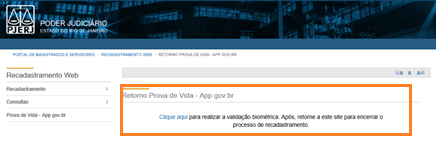 PJERJ
PODER JUDICIÁRIO
ESTADO DO RIO DE JANEIRO
PORTAL DE MAGISTRADOS E SERVIDORES RECADASTRAMENTO WEB RETORNO PROVA DE VIDA - APP GOV.BR
Recadastramento Web
Recadastramento
Consultas
Prova de Vida - App gov.br
Retorno Prova de Vida - App gov.br
Clique aqui para realizar a validação biométrica. Após, retorne a este site para encerrar o
processo de recadastramento.